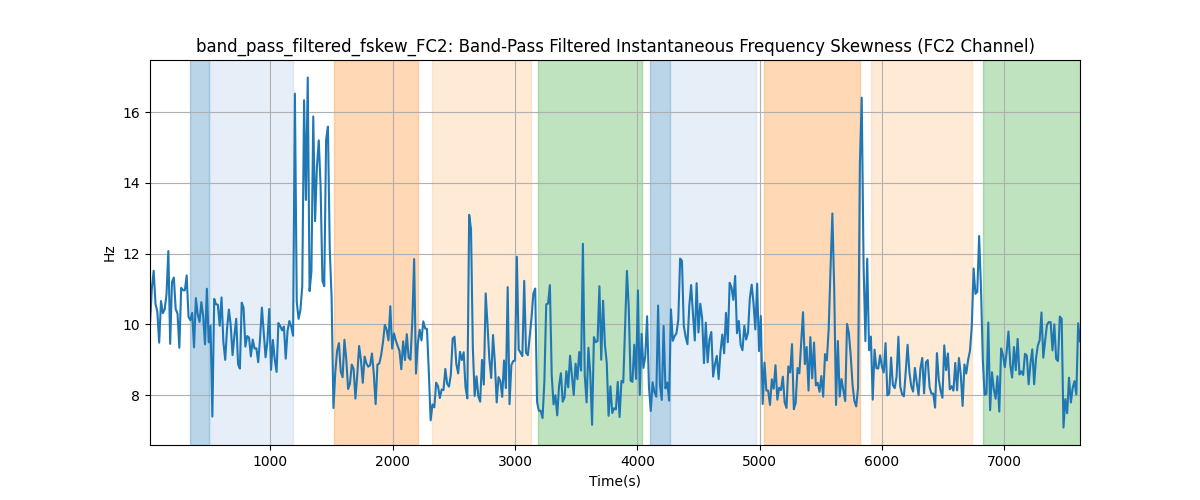 band_pass_filtered_fskew_FC2: Band-Pass Filtered Instantaneous Frequency Skewness (FC2 Channel)
16
14
12
10
8
Hz
1000 2000 3000 4000 5000 6000 7000
Time(s)